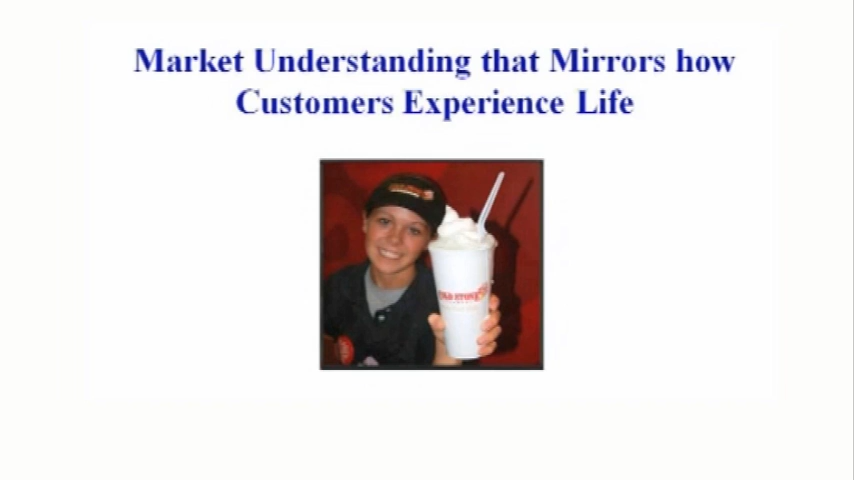 Market Understanding that Mirrors how
Customers Experience Life